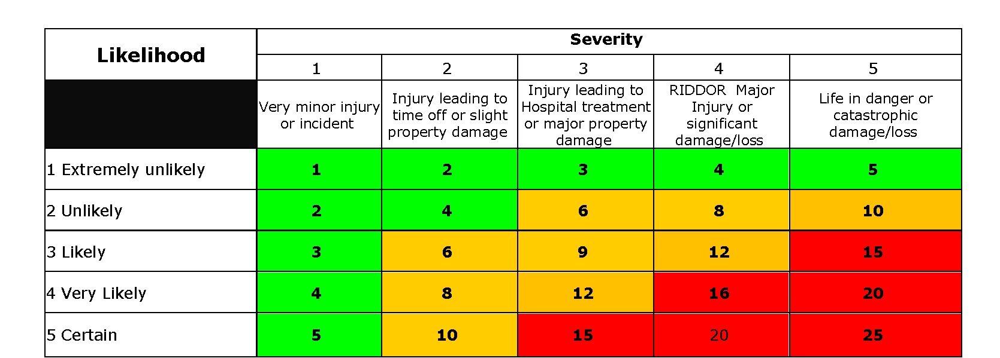 Likelihood
Severity
1 2 3 4 5
Very minor injury
or incident
Injury leading to
time off or slight
property damage
Injury leading to
Hospital treatment
or major property
damage
RIDDOR  Major
Injury or
significant
damage/loss
Life in danger or
catastrophic
damage/loss
1 Extremely unlikely 1 2 3 4 5
2 Unlikely 2 4 6 8 10
3 Likely 3 6 9 12 15
4 Very Likely 4 8 12 16 20
5 Certain 5 10 15 20 25